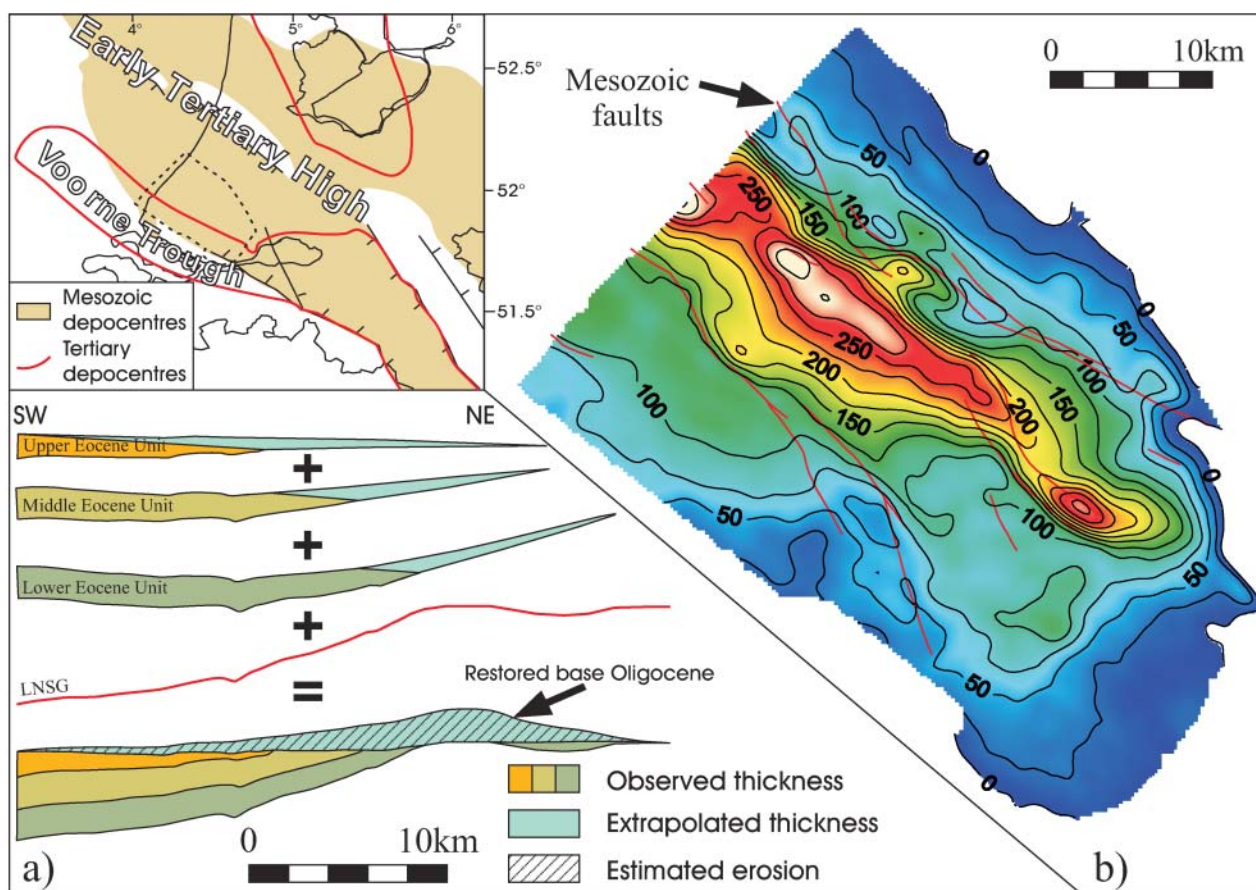 4° 5° 6°
52.5°
52°
51.5°
Early Tertiary High
Voorne Trough
Mesozoic
depocentres
Tertiary
depocentres
SW NE
Upper Eocene Unit
+
Middle Eocene Unit
+
Lower Eocene Unit
+
LNSG
=
Restored base Oligocene
Observed thickness
Extrapolated thickness
Estimated erosion
0 10km
a)
0 10km
Mesozoic
faults
0
50
250
150
100
50
0
250
200
150
100
100
200
150
0
50
100
50
50
0
b)